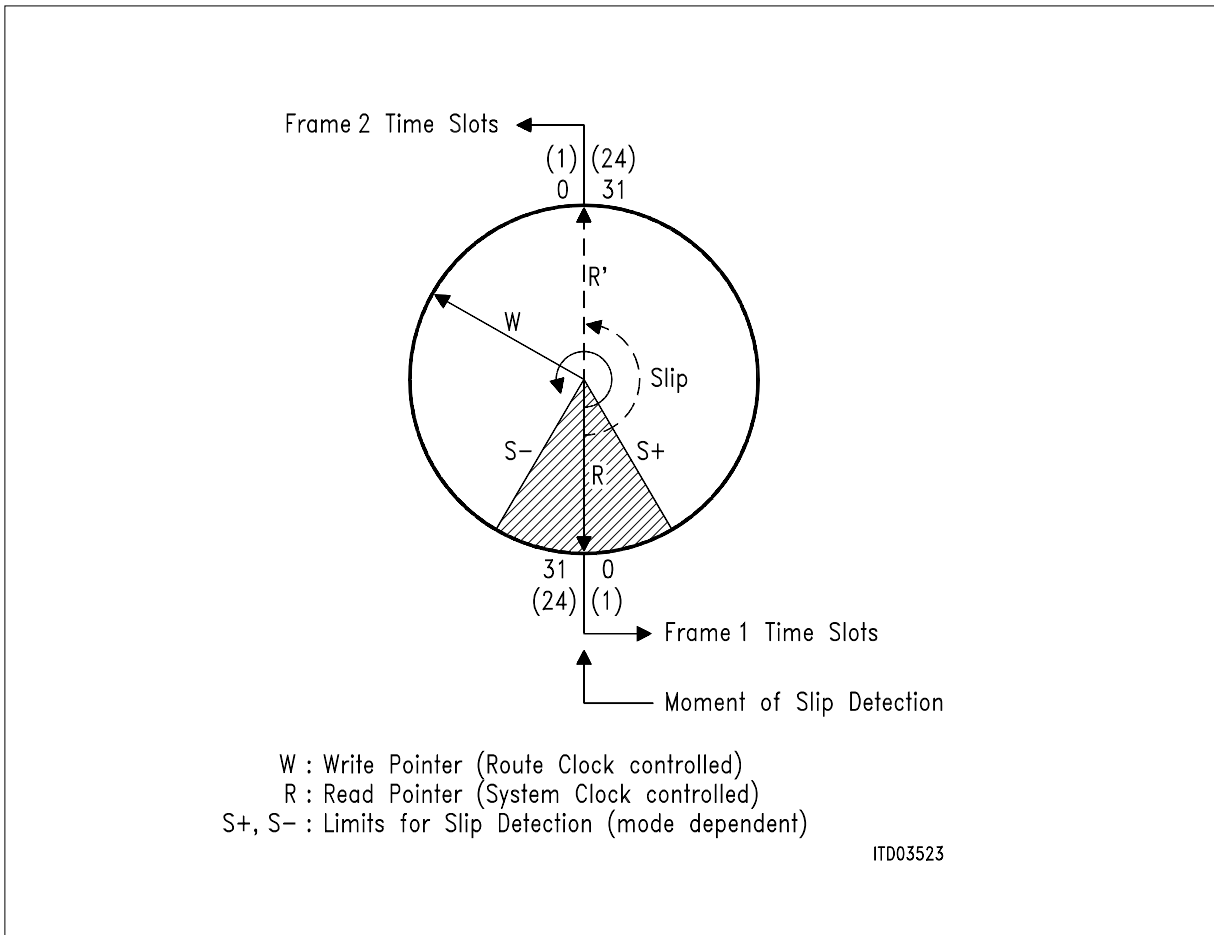 Frame 2 Time Slots
(1) (24)
0 31
R'
W
Slip
S- S+
R
31 0
(24) (1)
Frame 1 Time Slots
Moment of Slip Detection
W : Write Pointer (Route Clock controlled)
R : Read Pointer (System Clock controlled)
S+, S- : Limits for Slip Detection (mode dependent)
ITD03523